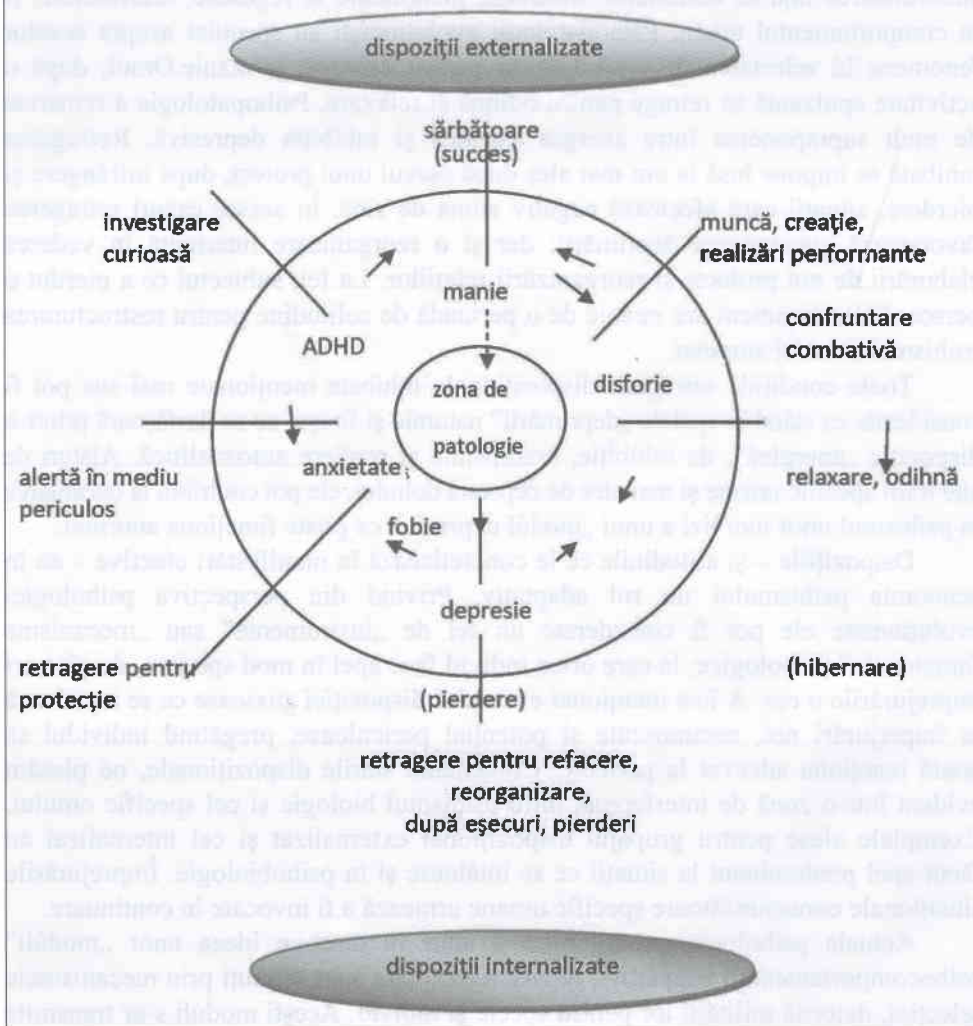 dispoziții externalizate
sărbătoare
(succes)
investigare
curioasă
muncă, creație,
realizări performante
manie
confruntare
combativă
ADHD
disforie
zona de
patologie
anxietate
alertă în mediu
periculos
relaxare, odihnă
fobie
depresie
retragere pentru
protecție
(hibernare)
(pierdere)
retragere pentru refacere,
reorganizare,
după eșecuri, pierderi
dispoziții internalizate